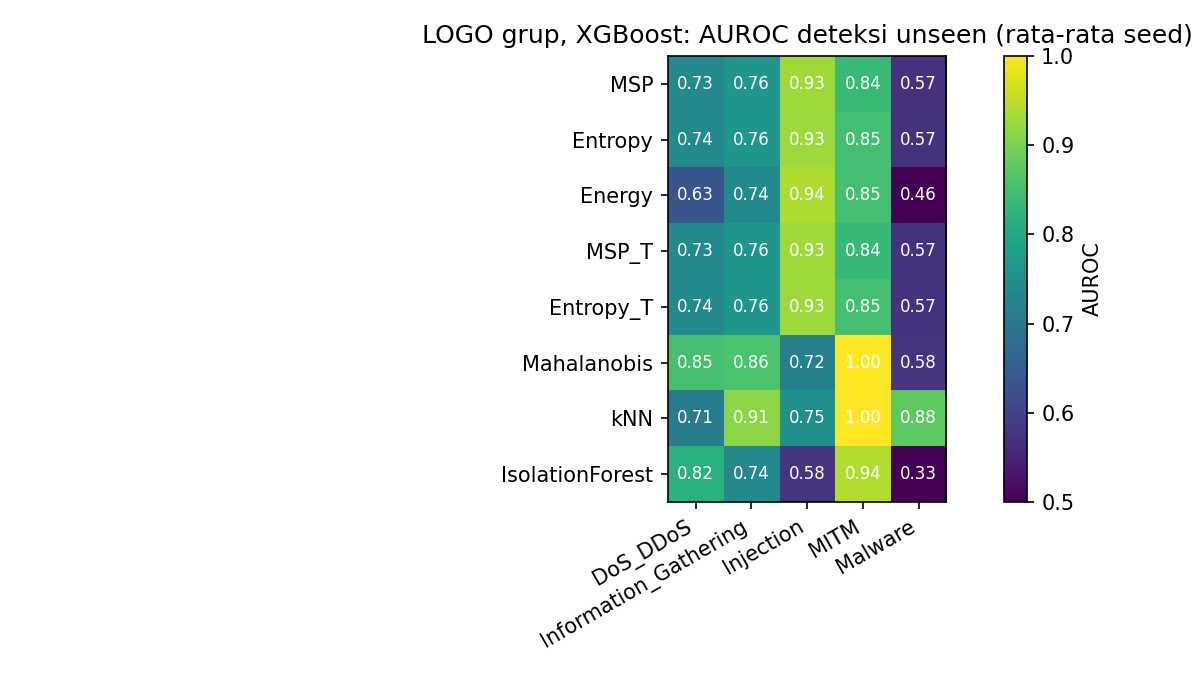 LOGO grup, XGBoost: AUROC deteksi unseen (rata-rata seed)
MSP 0.73 0.76 0.93 0.84 0.57
Entropy 0.74 0.76 0.93 0.85 0.57
Energy 0.63 0.74 0.94 0.85 0.46
MSP_T 0.73 0.76 0.93 0.84 0.57
Entropy_T 0.74 0.76 0.93 0.85 0.57
Mahalanobis 0.85 0.86 0.72 1.00 0.58
kNN 0.71 0.91 0.75 1.00 0.88
IsolationForest 0.82 0.74 0.58 0.94 0.33
DoS_DDoS
Information_Gathering
Injection
MITM
Malware
1.0
0.9
0.8
0.7
0.6
0.5
AUROC